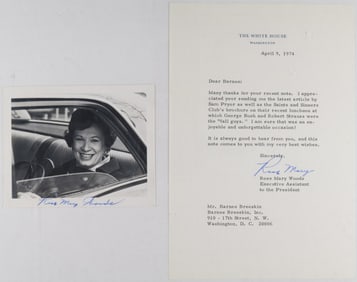 THE WHITE HOUSE
WASHINGTON
April 5, 1974
Dear Barnee:
Many thanks for your recent note. I appre-
ciated your sending me the latest article by
Sam Pryor as well as the Saints and Sinners
Club's brochure on their recent luncheon at
which George Bush and Robert Strauss were
the "fall guys." I am sure that was an en-
joyable and unforgettable occasion!
It is always good to hear from you, and this
note comes to you with my very best wishes.
Sincerely,
Rose Mary
Rose Mary Woods
Executive Assistant
to the President
Rose Mary Woods
Mr. Barnee Breeskin
Barnee Breeskin, Inc.
910 - 17th Street, N. W.
Washington, D. C. 20006